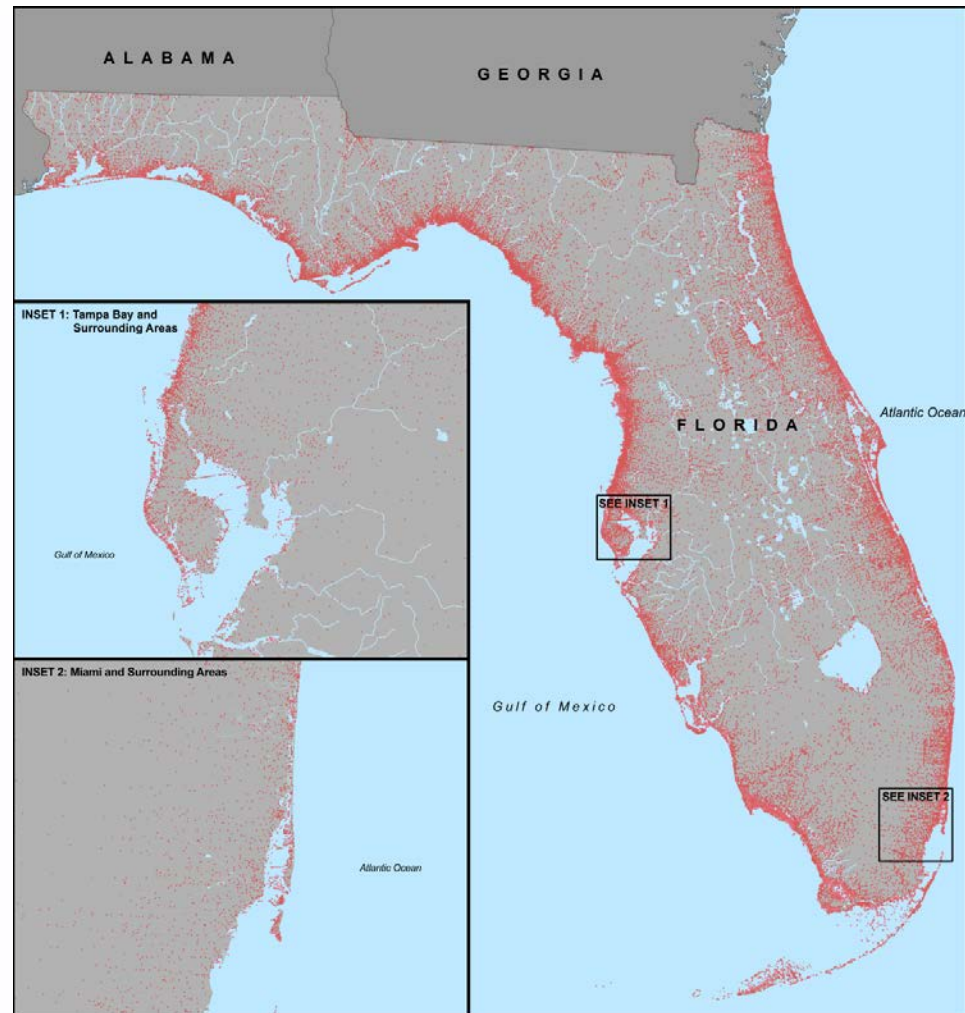 ALABAMA
GEORGIA
INSET 1: Tampa Bay and
Surrounding Areas
Atlantic Ocean
FLORIDA
SEE INSET 1
Gulf of Mexico
INSET 2: Miami and Surrounding Areas
Gulf of Mexico
SEE INSET 2
Atlantic Ocean